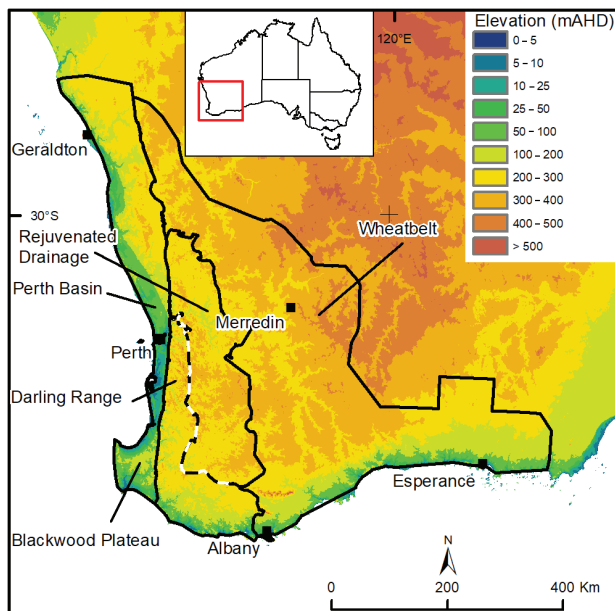 Elevation (mAHD)
0 – 5
5 – 10
10 – 25
25 – 50
50 – 100
100 – 200
200 – 300
300 – 400
400 – 500
> 500
120°E
Geraldton
30°S
Rejuvenated
Drainage
Wheatbelt
Perth Basin
Merredin
Perth
Darling Range
Esperance
Blackwood Plateau
Albany
N
0 200 400 Km